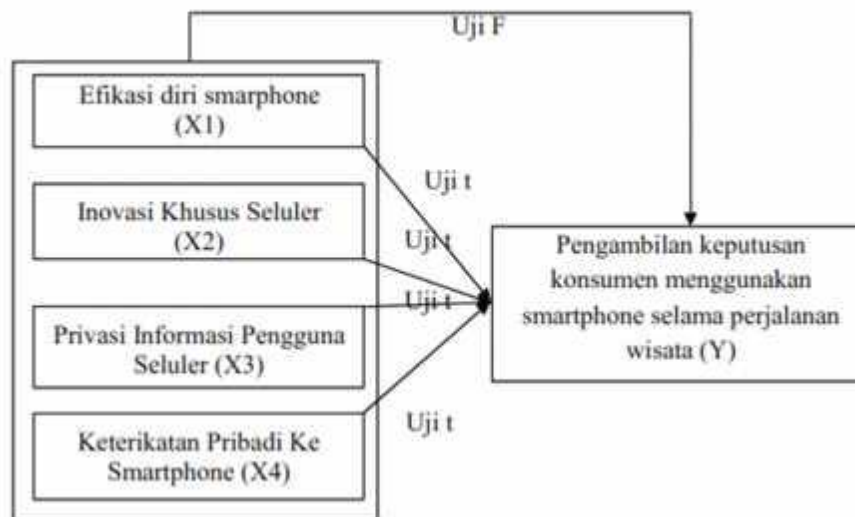 Uji F
Efikasi diri smarphone
(X1)
Uji t
Inovasi Khusus Seluler
(X2)
Uji t
Uji t
Privasi Informasi Pengguna
Seluler (X3)
Keterikatan Pribadi Ke
Smartphone (X4)
Uji t
Pengambilan keputusan
konsumen menggunakan
smartphone selama perjalanan
wisata (Y)